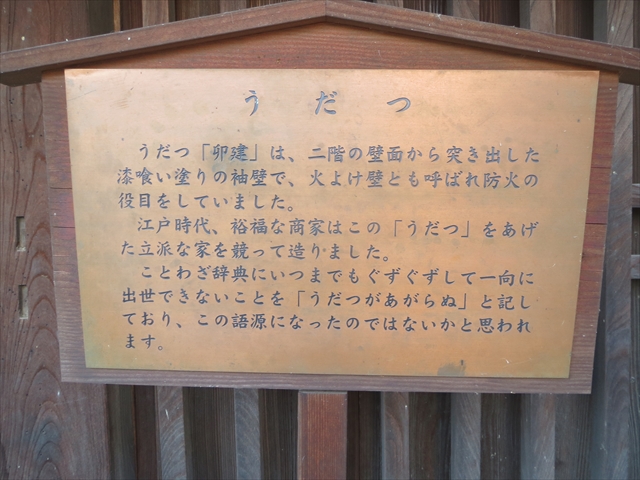 うだつ
うだつ「卯建」は、二階の壁面から突き出した
漆喰い塗りの袖壁で、火よけ壁とも呼ばれ防火の
役目をしていました。
江戸時代、裕福な商家はこの「うだつ」をあげ
た立派な家を競って造りました。
ことわざ辞典にいつまでもぐずぐずして一向に
出世できないことを「うだつがあがらぬ」と記し
ており、この語源になったのではないかと思われ
ます。